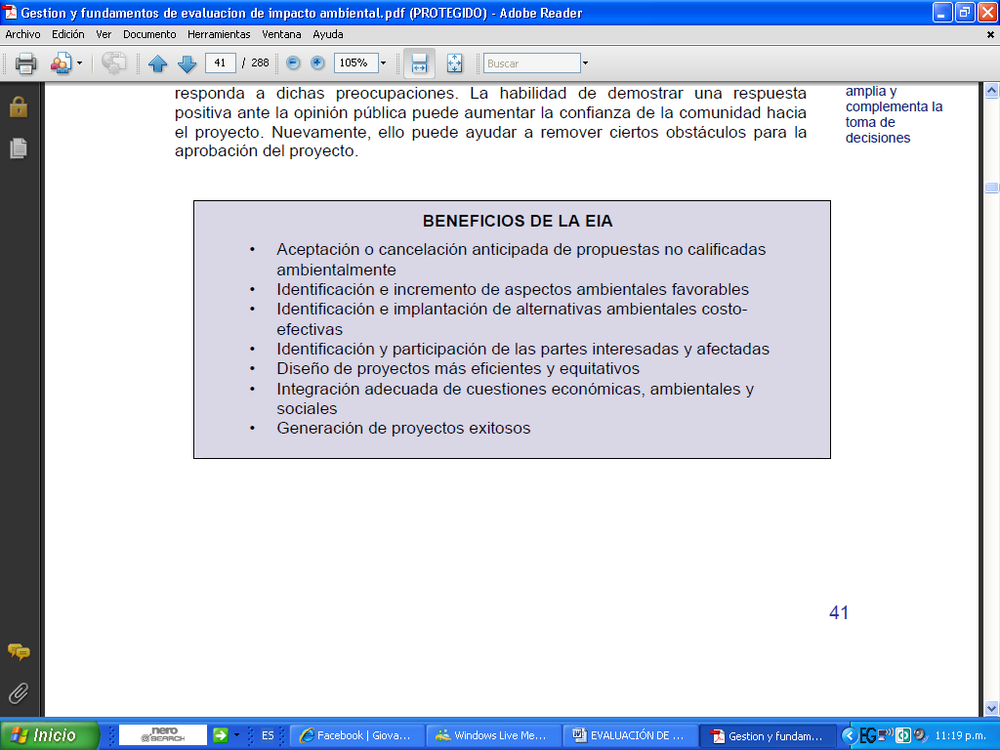 Gestion y fundamentos de evaluacion de impacto ambiental.pdf (PROTEGIDO) - Adobe Reader
Archivo Edición Ver Documento Herramientas Ventana Ayuda
41 / 288 105% Buscar
responda a dichas preocupaciones. La habilidad de demostrar una respuesta
positiva ante la opinión pública puede aumentar la confianza de la comunidad hacia
el proyecto. Nuevamente, ello puede ayudar a remover ciertos obstáculos para la
aprobación del proyecto.
amplia y
complementa la
toma de
decisiones
BENEFICIOS DE LA EIA
• Aceptación o cancelación anticipada de propuestas no calificadas
ambientalmente
• Identificación e incremento de aspectos ambientales favorables
• Identificación e implantación de alternativas ambientales costo-
efectivas
• Identificación y participación de las partes interesadas y afectadas
• Diseño de proyectos más eficientes y equitativos
• Integración adecuada de cuestiones económicas, ambientales y
sociales
• Generación de proyectos exitosos
41
Inicio nero SEARCH ES Facebook | Giova... Windows Live Me... EVALUACIÓN DE ... Gestion y fundam... EG 11:19 p.m.